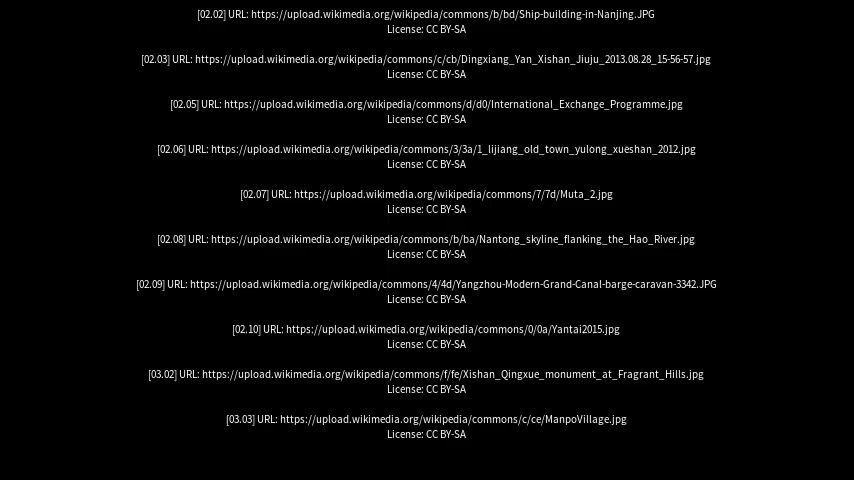 [02.02] URL: https://upload.wikimedia.org/wikipedia/commons/b/bd/Ship-building-in-Nanjing.JPG
License: CC BY-SA
[02.03] URL: https://upload.wikimedia.org/wikipedia/commons/c/cb/Dingxiang_Yan_Xishan_Jiuju_2013.08.28_15-56-57.jpg
License: CC BY-SA
[02.05] URL: https://upload.wikimedia.org/wikipedia/commons/d/d0/International_Exchange_Programme.jpg
License: CC BY-SA
[02.06] URL: https://upload.wikimedia.org/wikipedia/commons/3/3a/1_lijiang_old_town_yulong_xueshan_2012.jpg
License: CC BY-SA
[02.07] URL: https://upload.wikimedia.org/wikipedia/commons/7/7d/Muta_2.jpg
License: CC BY-SA
[02.08] URL: https://upload.wikimedia.org/wikipedia/commons/b/ba/Nantong_skyline_flanking_the_Hao_River.jpg
License: CC BY-SA
[02.09] URL: https://upload.wikimedia.org/wikipedia/commons/4/4d/Yangzhou-Modern-Grand-Canal-barge-caravan-3342.JPG
License: CC BY-SA
[02.10] URL: https://upload.wikimedia.org/wikipedia/commons/0/0a/Yantai2015.jpg
License: CC BY-SA
[03.02] URL: https://upload.wikimedia.org/wikipedia/commons/f/fe/Xishan_Qingxue_monument_at_Fragrant_Hills.jpg
License: CC BY-SA
[03.03] URL: https://upload.wikimedia.org/wikipedia/commons/c/ce/ManpoVillage.jpg
License: CC BY-SA